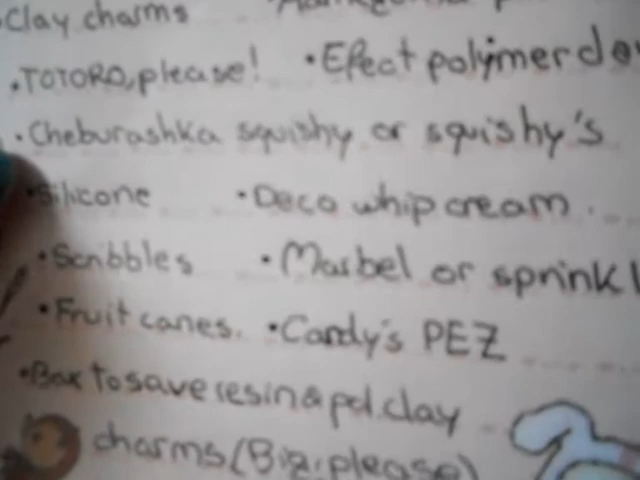 Clay charms
• TOTORO, please! • Efect polymer
• Cheburashka squishy or squishy's
• Silicone • Deco whip cream.
• Scribbles • Marbel or sprinkl
• Fruit canes. • Candy's PEZ
• Box to save resin & pol. clay
charms (Big, please)